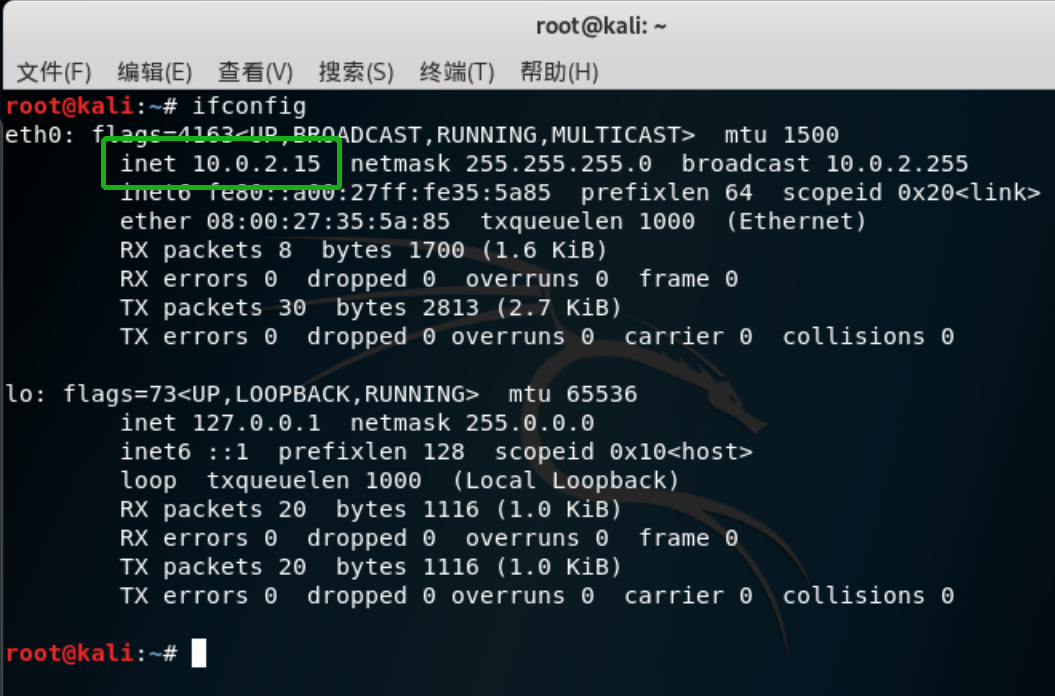 root@kali: ~
文件(F) 编辑(E) 查看(V) 搜索(S) 终端(T) 帮助(H)
root@kali:~# ifconfig
eth0: flags=4163<UP,BROADCAST,RUNNING,MULTICAST>  mtu 1500
        inet 10.0.2.15  netmask 255.255.255.0  broadcast 10.0.2.255
        inet6 fe80::a00:27ff:fe35:5a85  prefixlen 64  scopeid 0x20<link>
        ether 08:00:27:35:5a:85  txqueuelen 1000  (Ethernet)
        RX packets 8  bytes 1700 (1.6 KiB)
        RX errors 0  dropped 0  overruns 0  frame 0
        TX packets 30  bytes 2813 (2.7 KiB)
        TX errors 0  dropped 0 overruns 0  carrier 0  collisions 0
lo: flags=73<UP,LOOPBACK,RUNNING>  mtu 65536
        inet 127.0.0.1  netmask 255.0.0.0
        inet6 ::1  prefixlen 128  scopeid 0x10<host>
        loop  txqueuelen 1000  (Local Loopback)
        RX packets 20  bytes 1116 (1.0 KiB)
        RX errors 0  dropped 0  overruns 0  frame 0
        TX packets 20  bytes 1116 (1.0 KiB)
        TX errors 0  dropped 0 overruns 0  carrier 0  collisions 0
root@kali:~#